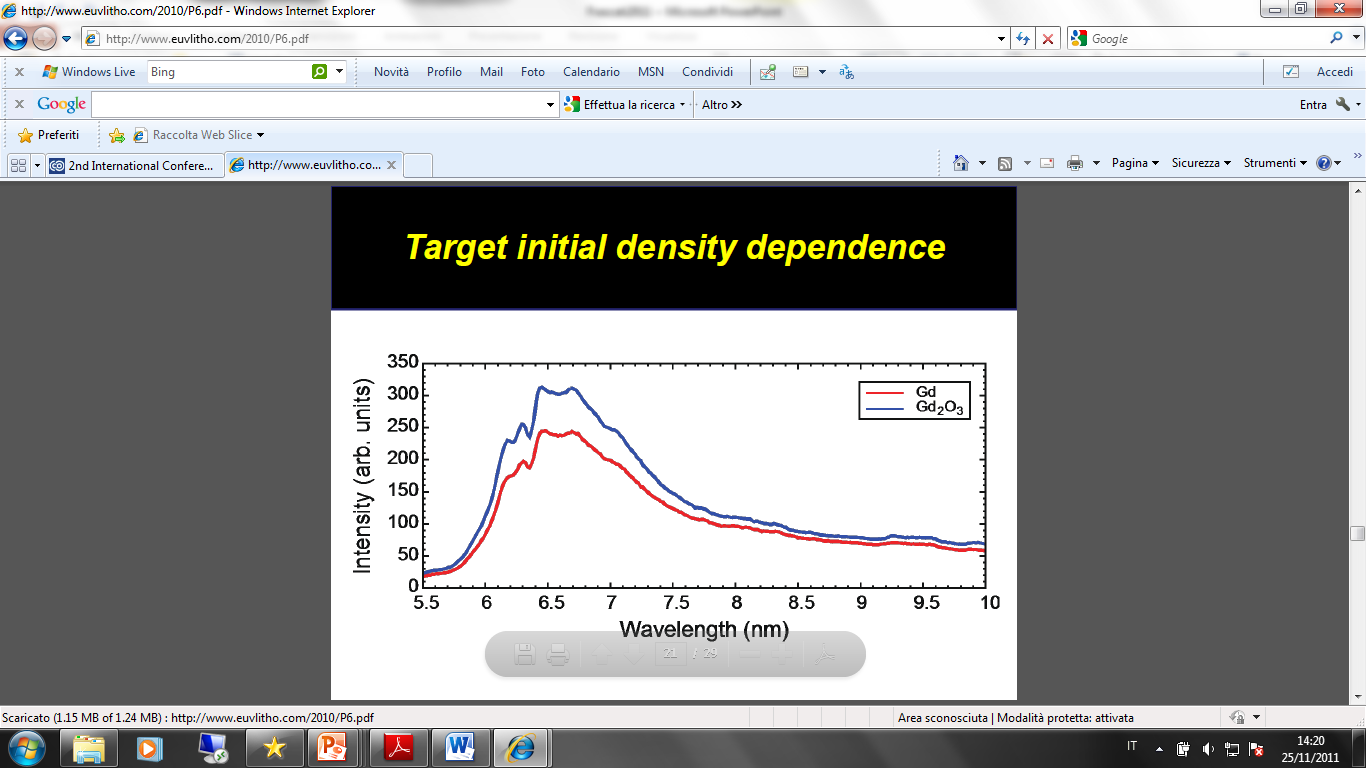 http://www.euvlitho.com/2010/P6.pdf - Windows Internet Explorer
http://www.euvlitho.com/2010/P6.pdf
Google
x Windows Live Bing Novità Profilo Mail Foto Calendario MSN Condividi Accedi
x Google Effettua la ricerca Altro >> Entra
Preferiti Raccolta Web Slice
2nd International Confere... http://www.euvlitho.co... x Pagina Sicurezza Strumenti
Target initial density dependence
350
300
250
200
150
100
50
0
Intensity (arb. units)
Gd
Gd₂O₃
5.5 6 6.5 7 7.5 8 8.5 9 9.5 10
Wavelength (nm)
21 / 29
Scaricato (1.15 MB of 1.24 MB) : http://www.euvlitho.com/2010/P6.pdf Area sconosciuta | Modalità protetta: attivata
IT 14:20
25/11/2011